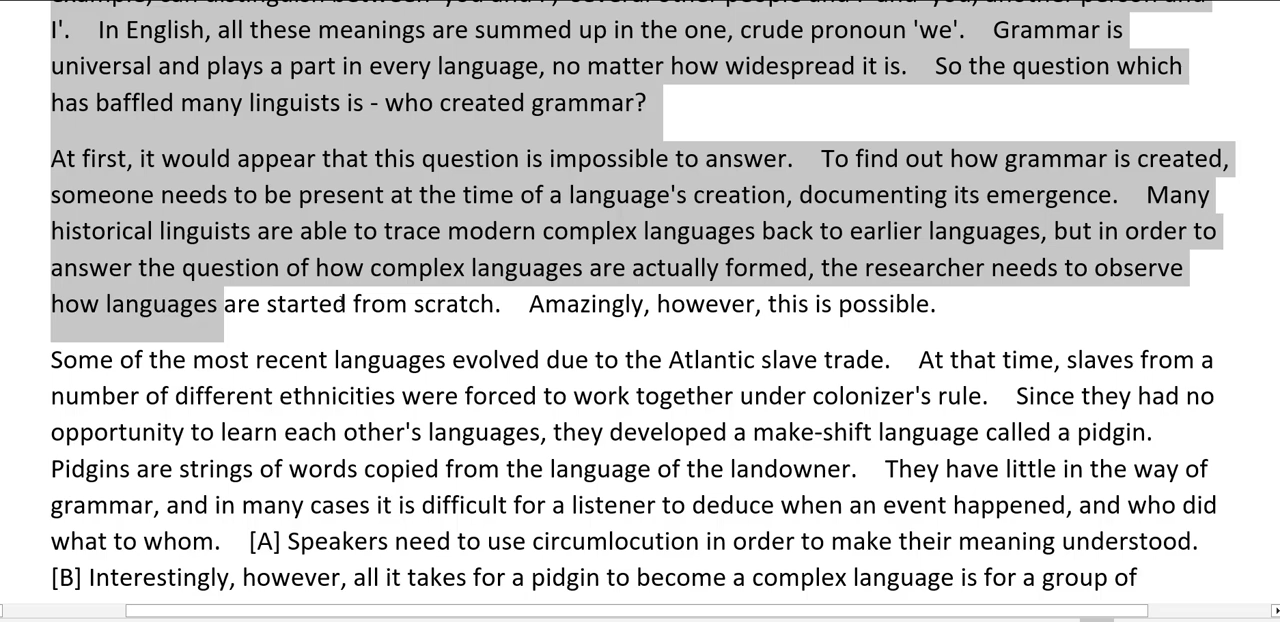 I'. In English, all these meanings are summed up in the one, crude pronoun 'we'. Grammar is
universal and plays a part in every language, no matter how widespread it is. So the question which
has baffled many linguists is - who created grammar?
At first, it would appear that this question is impossible to answer. To find out how grammar is created,
someone needs to be present at the time of a language's creation, documenting its emergence. Many
historical linguists are able to trace modern complex languages back to earlier languages, but in order to
answer the question of how complex languages are actually formed, the researcher needs to observe
how languages are started from scratch. Amazingly, however, this is possible.
Some of the most recent languages evolved due to the Atlantic slave trade. At that time, slaves from a
number of different ethnicities were forced to work together under colonizer's rule. Since they had no
opportunity to learn each other's languages, they developed a make-shift language called a pidgin.
Pidgins are strings of words copied from the language of the landowner. They have little in the way of
grammar, and in many cases it is difficult for a listener to deduce when an event happened, and who did
what to whom. [A] Speakers need to use circumlocution in order to make their meaning understood.
[B] Interestingly, however, all it takes for a pidgin to become a complex language is for a group of